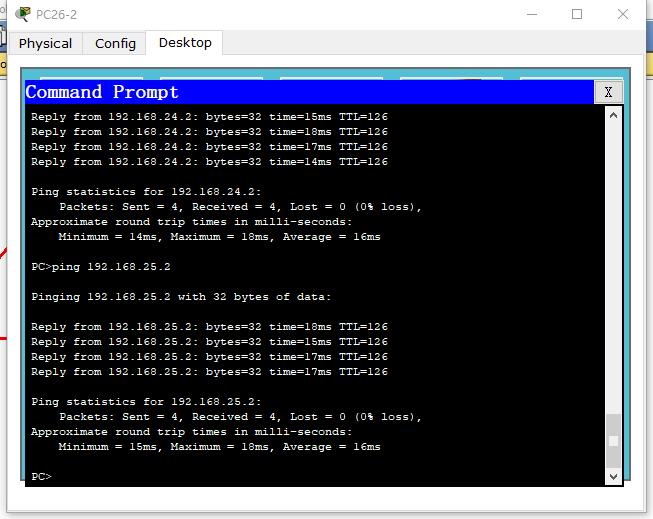 PC26-2
Physical Config Desktop
Command Prompt X
Reply from 192.168.24.2: bytes=32 time=15ms TTL=126
Reply from 192.168.24.2: bytes=32 time=18ms TTL=126
Reply from 192.168.24.2: bytes=32 time=17ms TTL=126
Reply from 192.168.24.2: bytes=32 time=14ms TTL=126
Ping statistics for 192.168.24.2:
Packets: Sent = 4, Received = 4, Lost = 0 (0% loss),
Approximate round trip times in milli-seconds:
Minimum = 14ms, Maximum = 18ms, Average = 16ms
PC>ping 192.168.25.2
Pinging 192.168.25.2 with 32 bytes of data:
Reply from 192.168.25.2: bytes=32 time=18ms TTL=126
Reply from 192.168.25.2: bytes=32 time=15ms TTL=126
Reply from 192.168.25.2: bytes=32 time=17ms TTL=126
Reply from 192.168.25.2: bytes=32 time=17ms TTL=126
Ping statistics for 192.168.25.2:
Packets: Sent = 4, Received = 4, Lost = 0 (0% loss),
Approximate round trip times in milli-seconds:
Minimum = 15ms, Maximum = 18ms, Average = 16ms
PC>